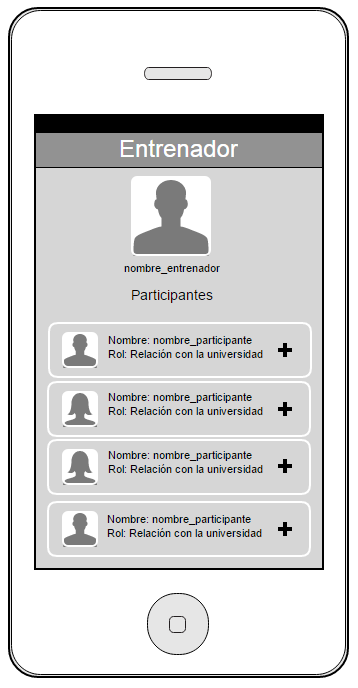 Entrenador
nombre_entrenador
Participantes
Nombre: nombre_participante
Rol: Relación con la universidad
Nombre: nombre_participante
Rol: Relación con la universidad
Nombre: nombre_participante
Rol: Relación con la universidad
Nombre: nombre_participante
Rol: Relación con la universidad